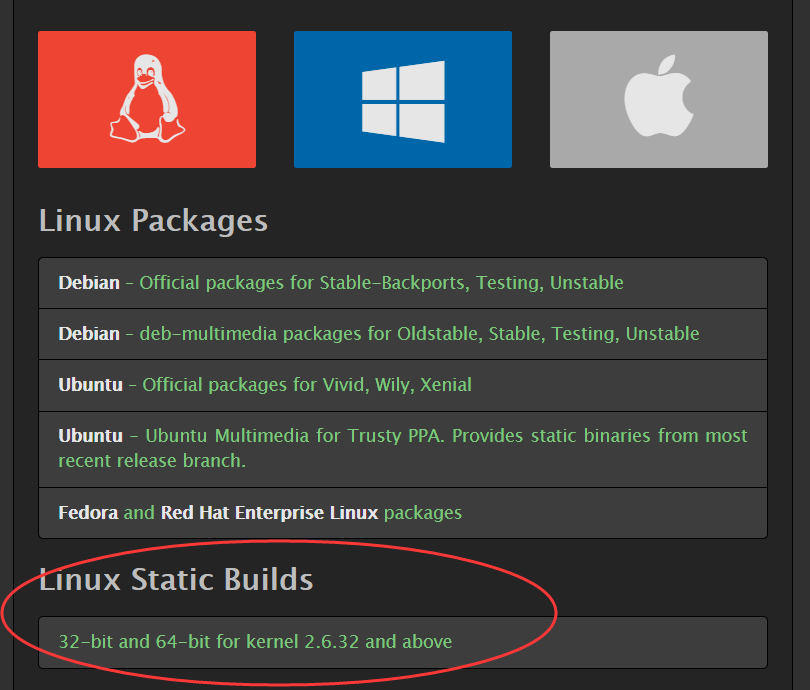 Linux Packages
Debian – Official packages for Stable-Backports, Testing, Unstable
Debian – deb-multimedia packages for Oldstable, Stable, Testing, Unstable
Ubuntu – Official packages for Vivid, Wily, Xenial
Ubuntu – Ubuntu Multimedia for Trusty PPA. Provides static binaries from most
recent release branch.
Fedora and Red Hat Enterprise Linux packages
Linux Static Builds
32-bit and 64-bit for kernel 2.6.32 and above